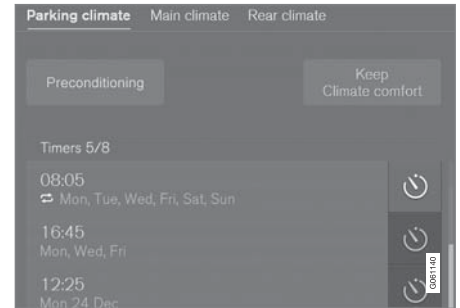 Parking climate Main climate Rear climate
Preconditioning
Keep
Climate comfort
Timers 5/8
08:05
Mon, Tue, Wed, Fri, Sat, Sun
16:45
Mon, Wed, Fri
12:25
Mon 24 Dec
G061140